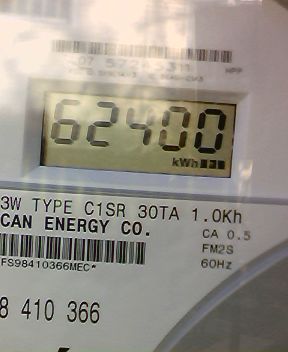 62400
kWh
3W TYPE C1SR 30TA 1.0Kh
CAN ENERGY CO.
CA 0.5
FM2S
FS98410366MEC*
60Hz
8 410 366